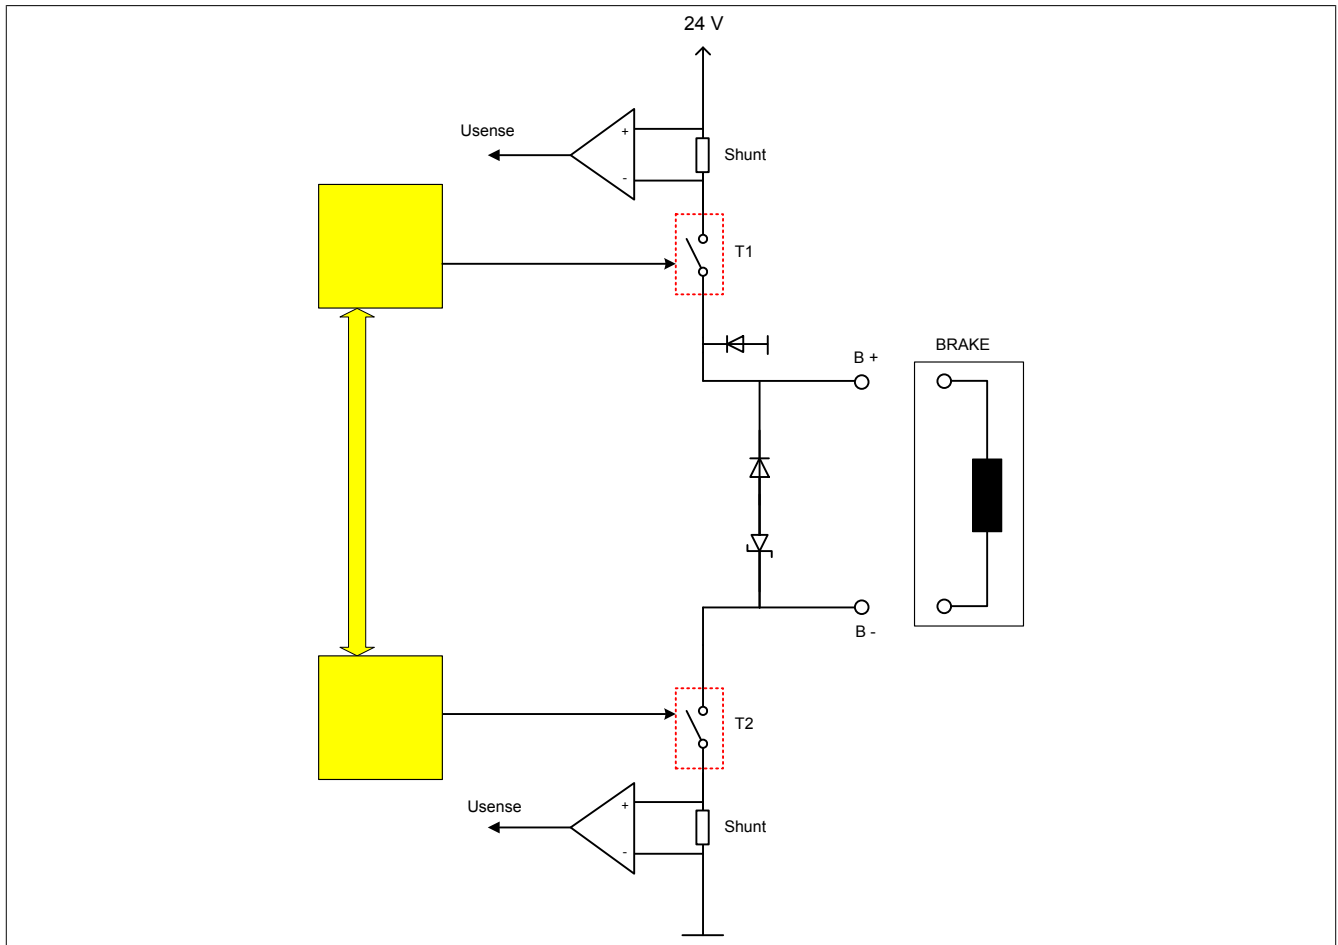 24 V
Usense
+
-
Shunt
T1
BRAKE
B +
B -
T2
Usense
+
-
Shunt